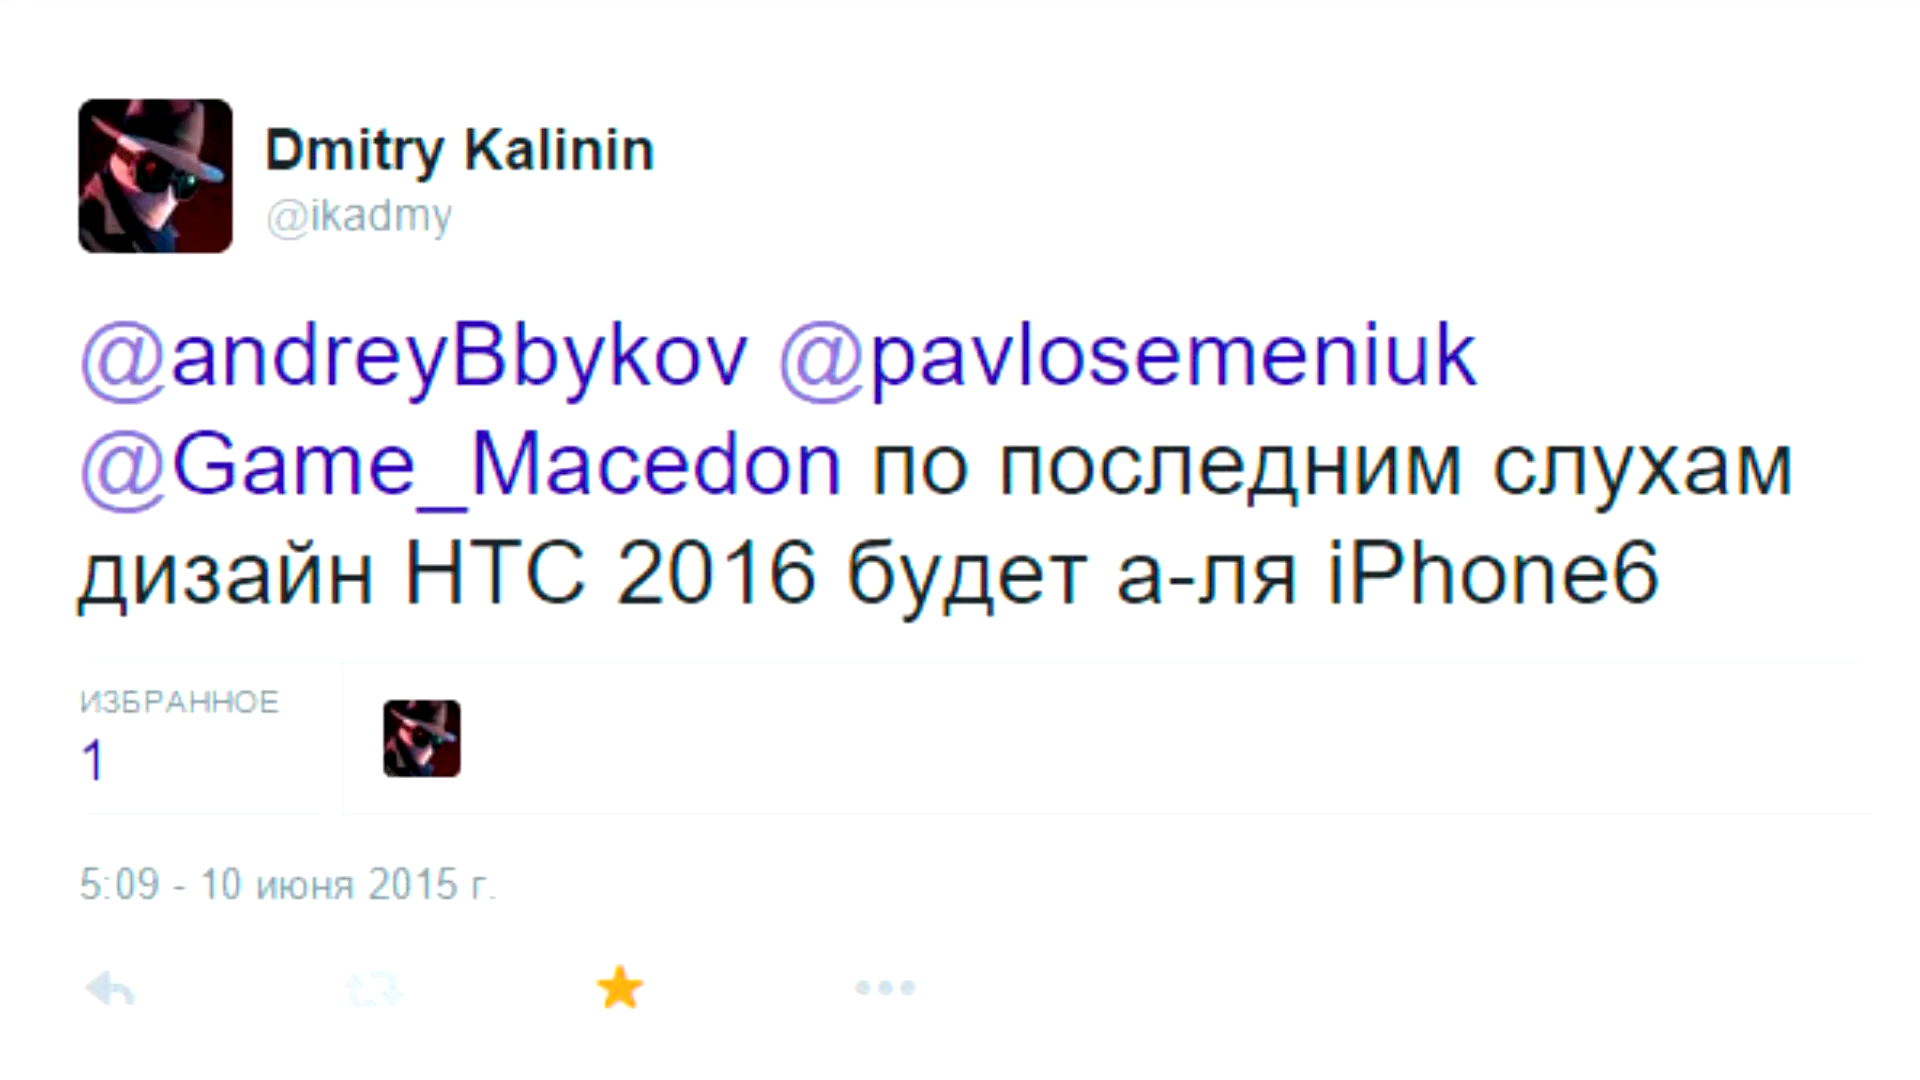 Dmitry Kalinin
@ikadmy
@andreyBbykov @pavlosemeniuk
@Game_Macedon по последним слухам
дизайн HTC 2016 будет а-ля iPhone6
ИЗБРАННОЕ
1
5:09 - 10 июня 2015 г.